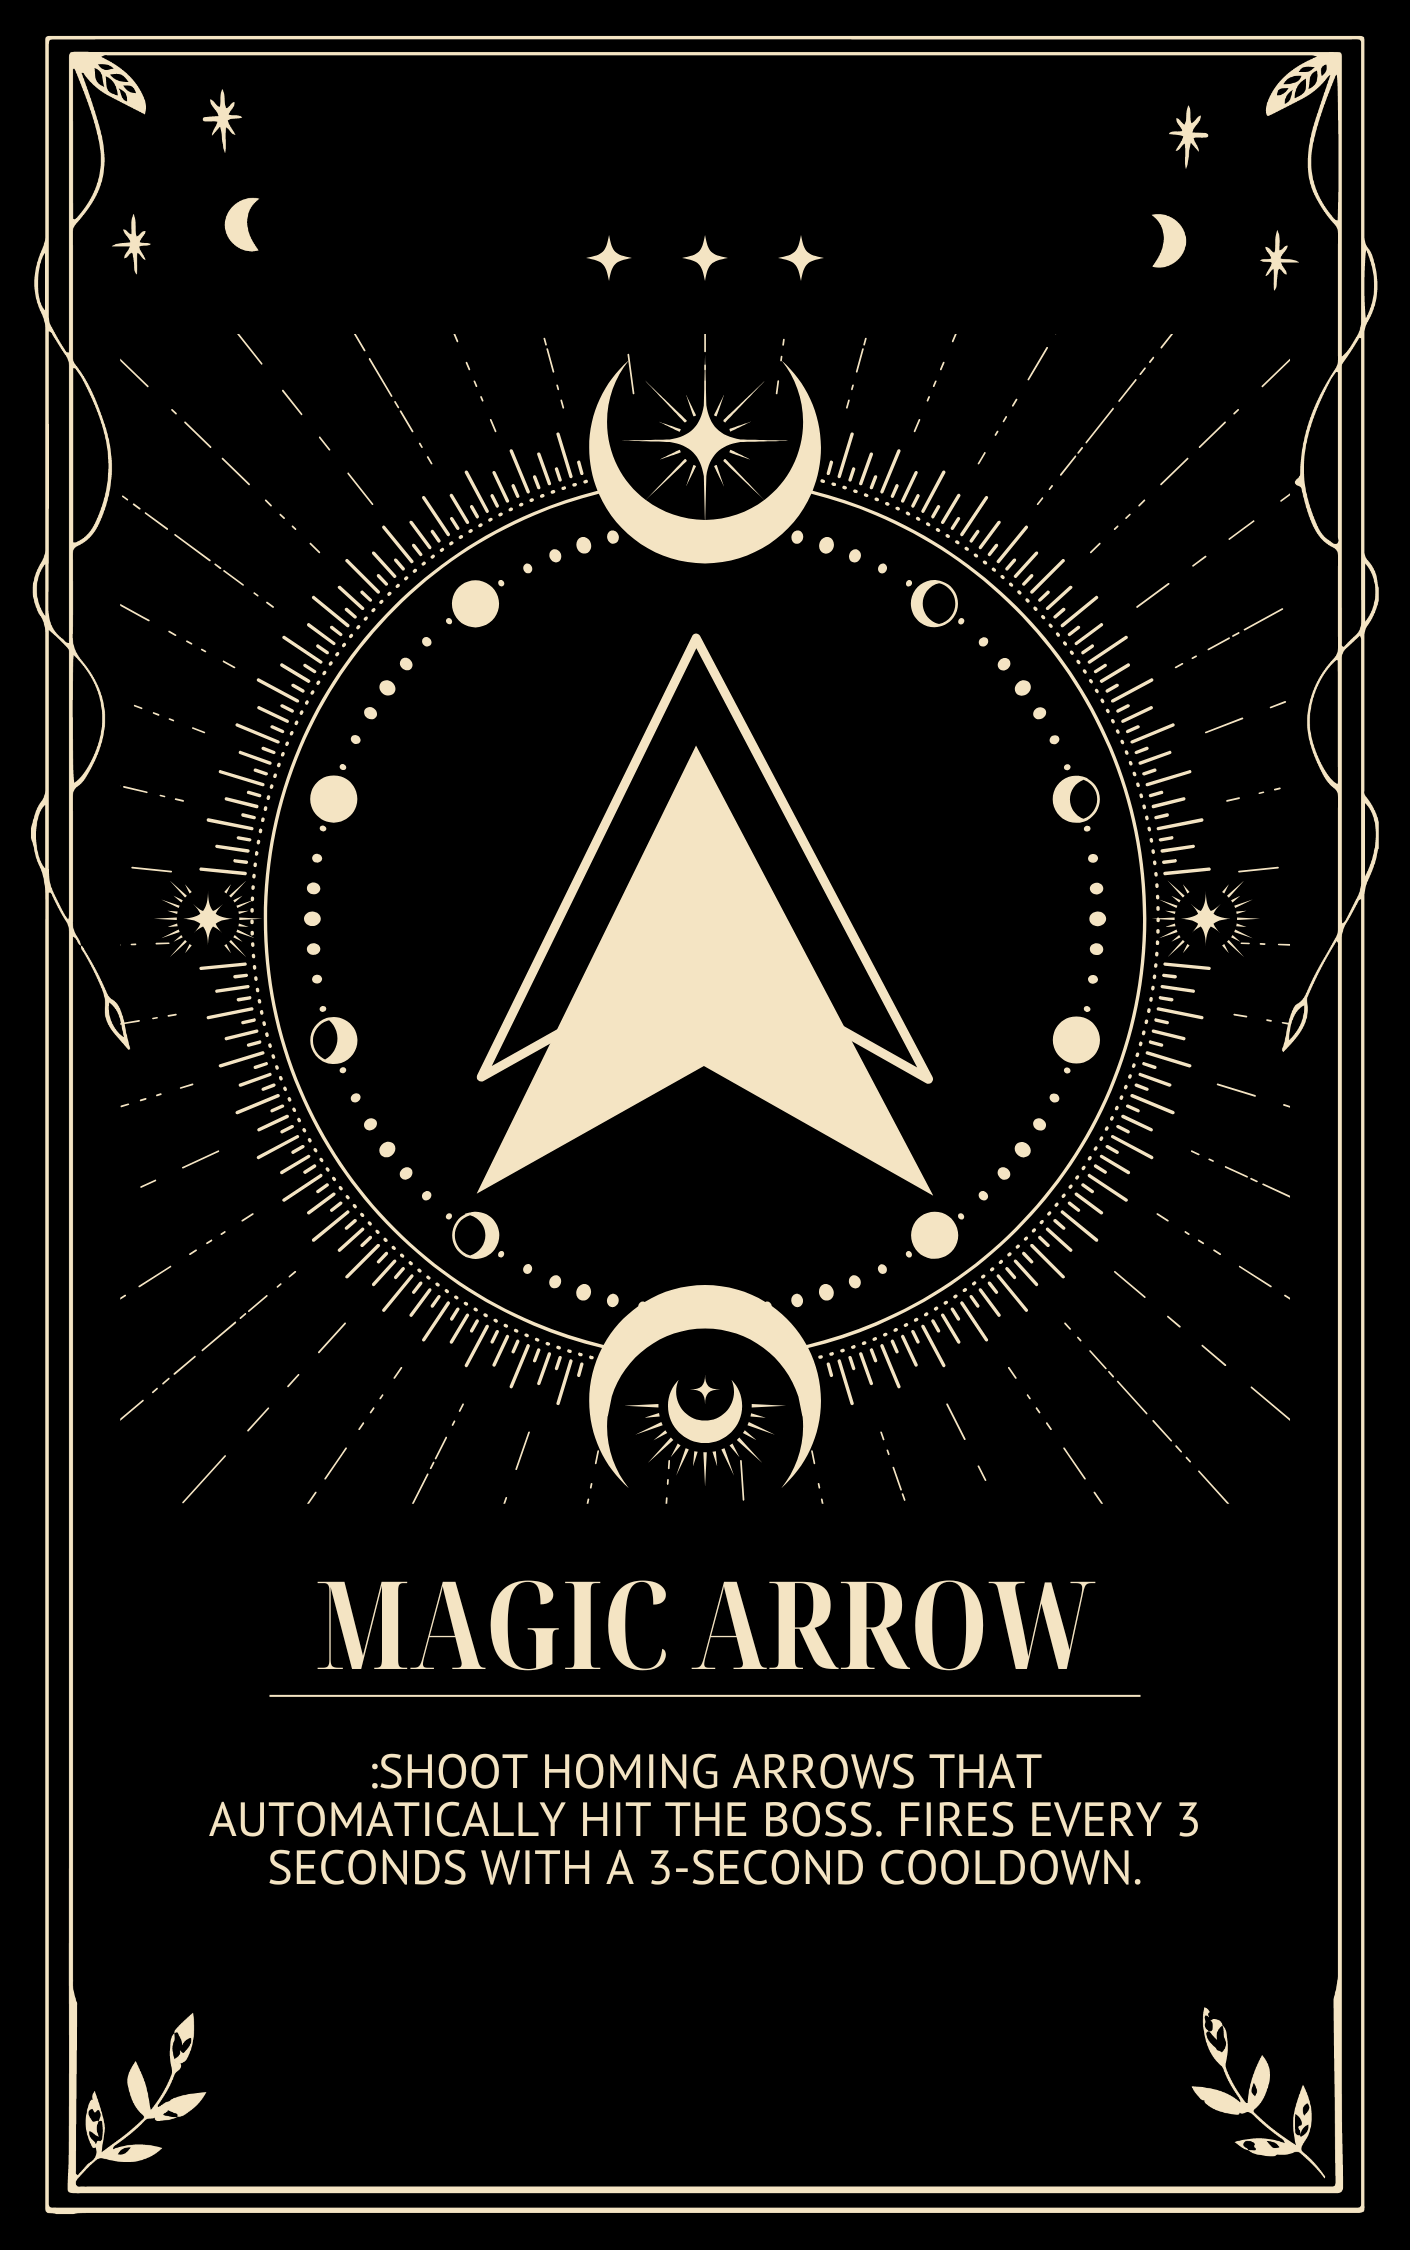 MAGIC ARROW
:SHOOT HOMING ARROWS THAT
AUTOMATICALLY HIT THE BOSS. FIRES EVERY 3
SECONDS WITH A 3-SECOND COOLDOWN.